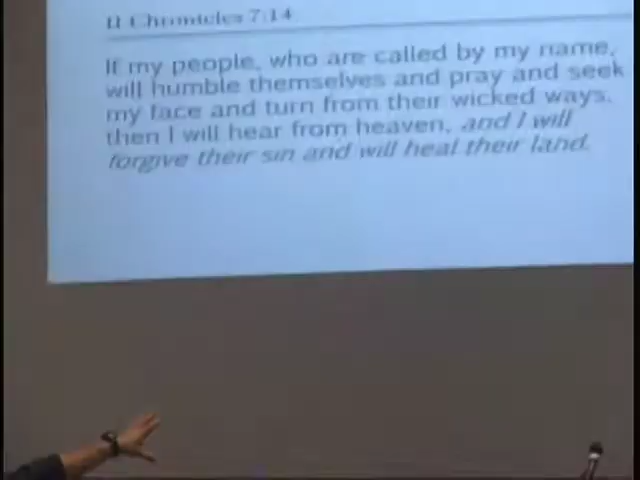 II Chronicles 7:14
If my people, who are called by my name,
will humble themselves and pray and seek
my face and turn from their wicked ways,
then I will hear from heaven, and I will
forgive their sin and will heal their land.